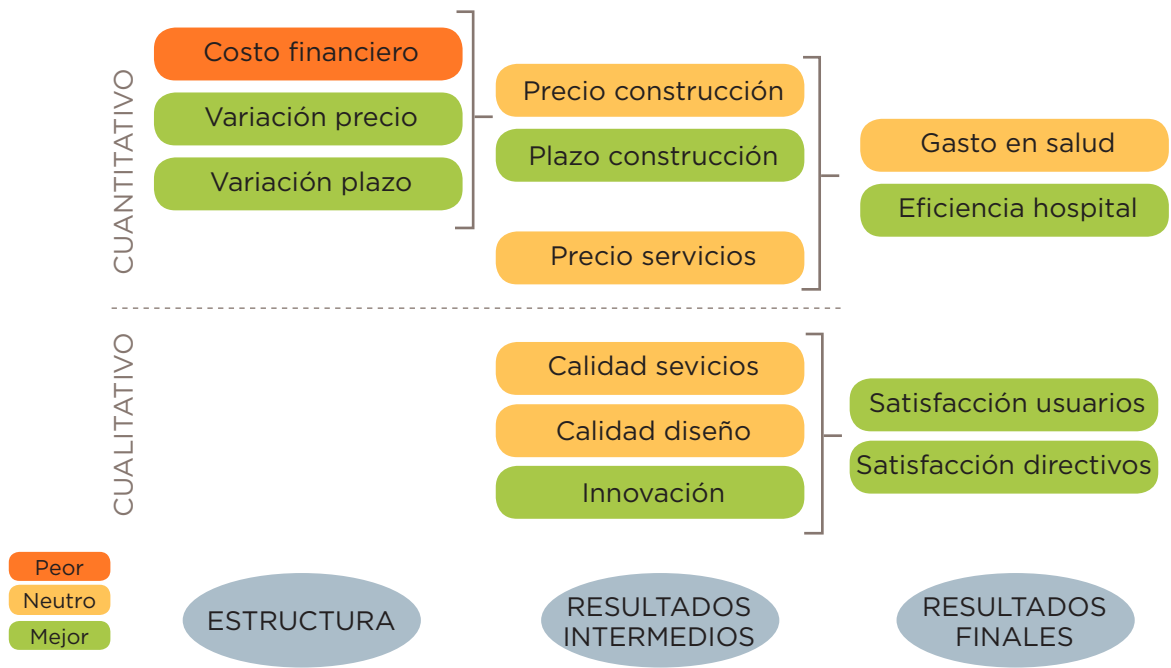 CUANTITATIVO
Costo financiero
Variación precio
Variación plazo
Precio construcción
Plazo construcción
Precio servicios
Gasto en salud
Eficiencia hospital
CUALITATIVO
Calidad sevicios
Calidad diseño
Innovación
Satisfacción usuarios
Satisfacción directivos
Peor
Neutro
Mejor
ESTRUCTURA
RESULTADOS
INTERMEDIOS
RESULTADOS
FINALES